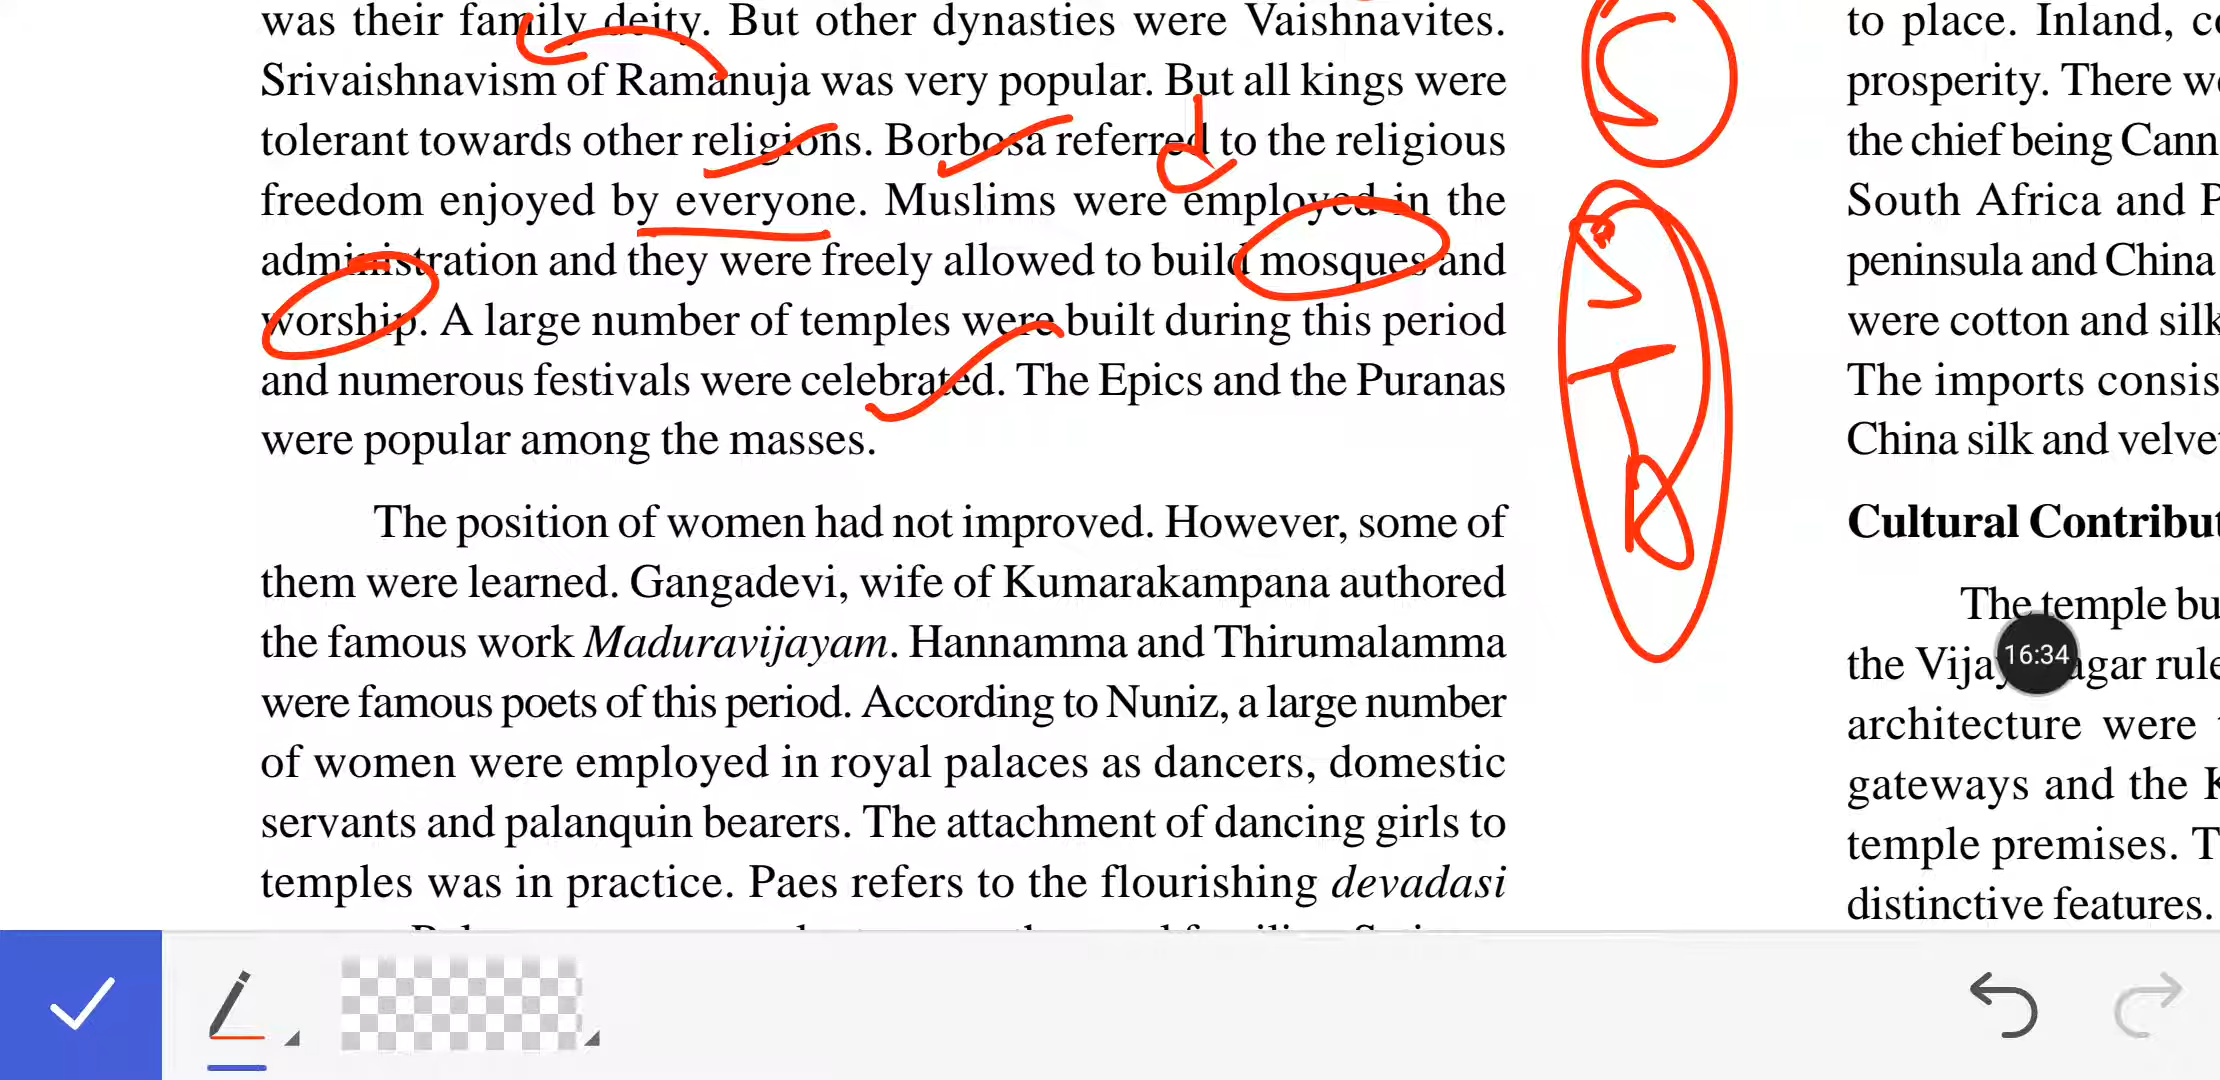 was their family deity. But other dynasties were Vaishnavites.
Srivaishnavism of Ramanuja was very popular. But all kings were
tolerant towards other religions. Borbosa referred to the religious
freedom enjoyed by everyone. Muslims were employed in the
administration and they were freely allowed to build mosques and
worship. A large number of temples were built during this period
and numerous festivals were celebrated. The Epics and the Puranas
were popular among the masses.
The position of women had not improved. However, some of
them were learned. Gangadevi, wife of Kumarakampana authored
the famous work Maduravijayam. Hannamma and Thirumalamma
were famous poets of this period. According to Nuniz, a large number
of women were employed in royal palaces as dancers, domestic
servants and palanquin bearers. The attachment of dancing girls to
temples was in practice. Paes refers to the flourishing devadasi
to place. Inland,
prosperity. There
the chief being
South Africa and
peninsula and China
were cotton and silk
The imports
China silk and
Cultural
The temple
the
architecture were
gateways and the
temple premises.
distinctive features.
16:34